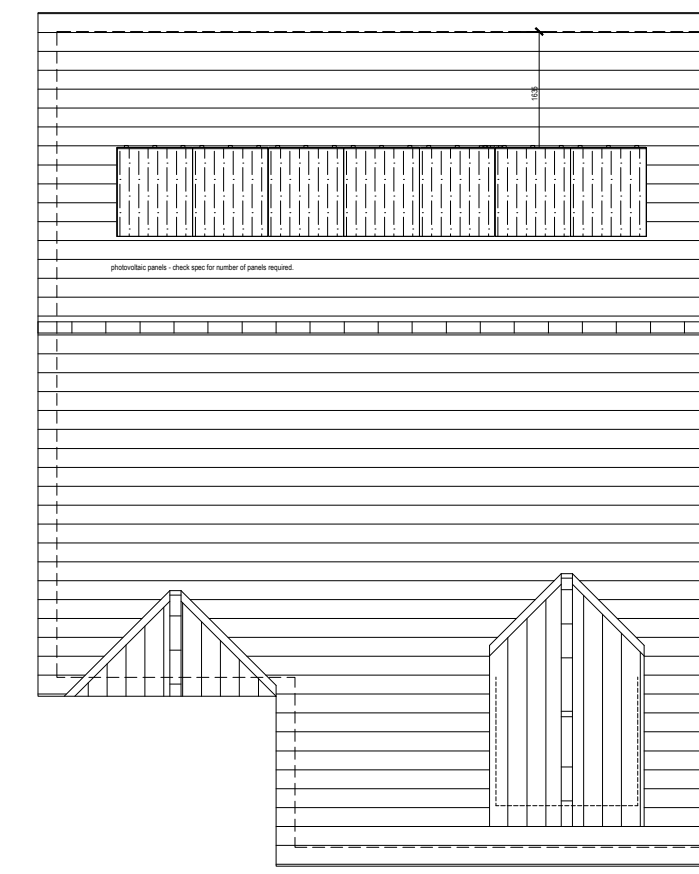 1635
photovoltaic panels - check spec for number of panels required.